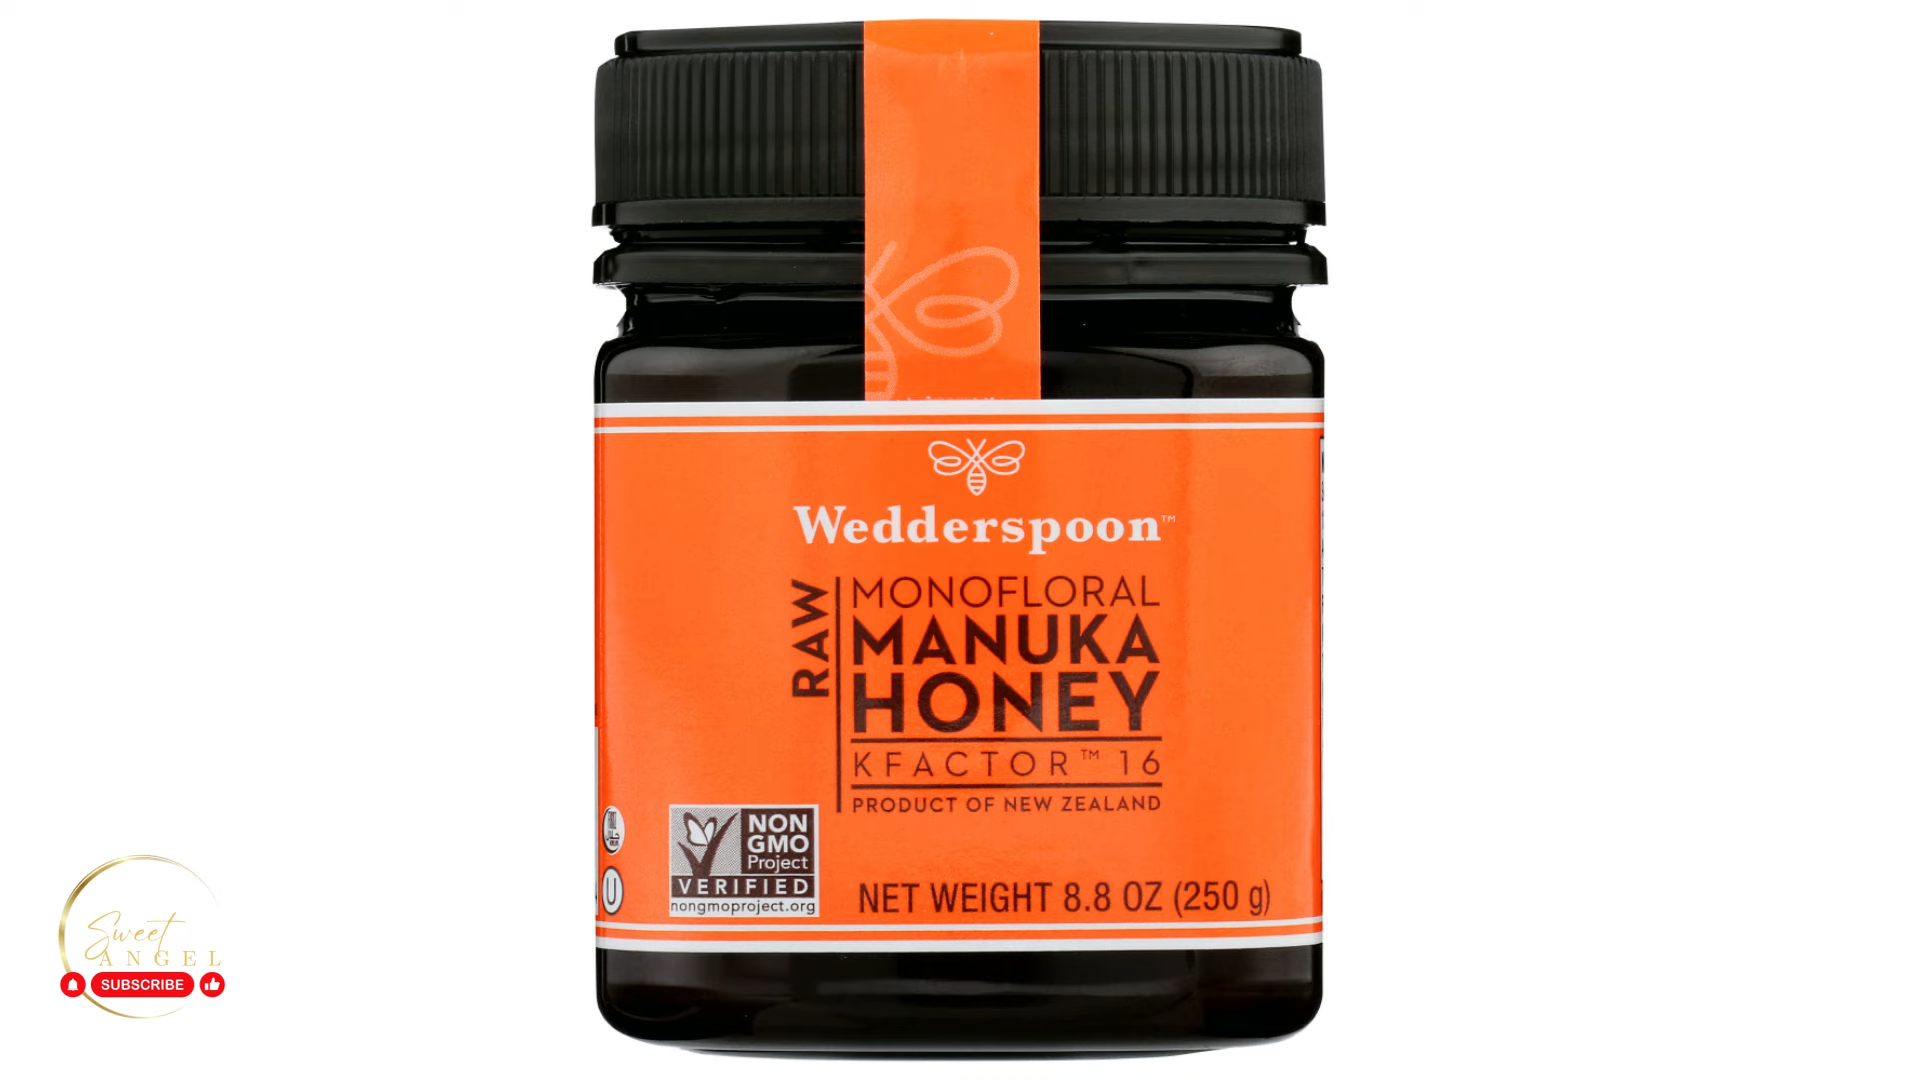 Wedderspoon™
RAW
MONOFLORAL
MANUKA
HONEY
KFACTOR™ 16
PRODUCT OF NEW ZEALAND
NON
GMO
Project
VERIFIED
nongmoproject.org
NET WEIGHT 8.8 OZ (250 g)
U
Sweet
ANGEL
SUBSCRIBE